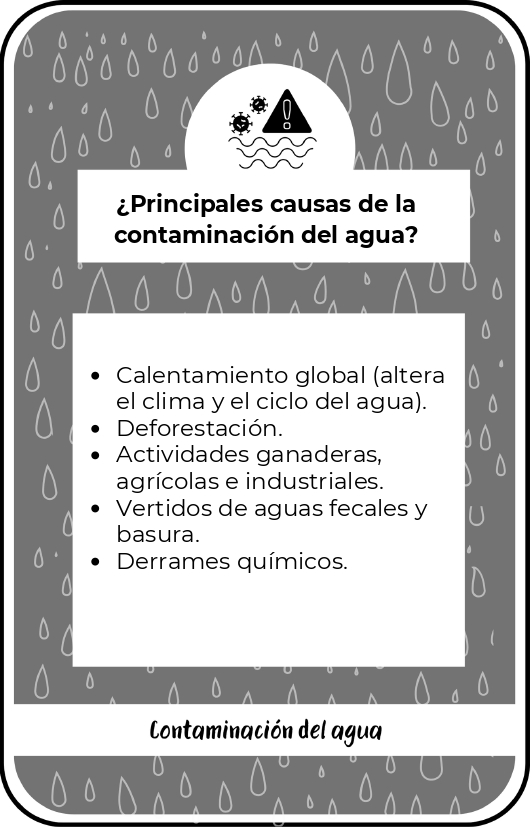 ¿Principales causas de la
contaminación del agua?
• Calentamiento global (altera
el clima y el ciclo del agua).
• Deforestación.
• Actividades ganaderas,
agrícolas e industriales.
• Vertidos de aguas fecales y
basura.
• Derrames químicos.
Contaminación del agua